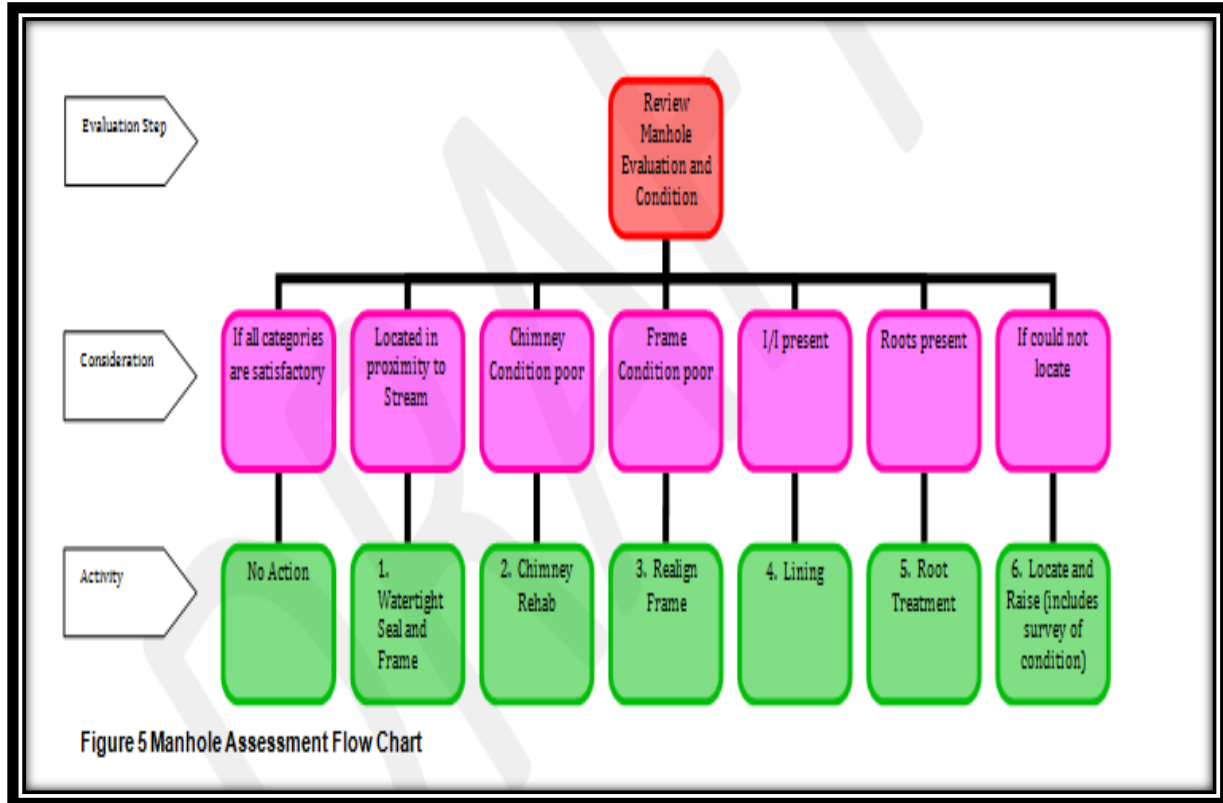 Evaluation Step
Review
Manhole
Evaluation and
Condition
Consideration
If all categories
are satisfactory
Located in
proximity to
Stream
Chimney
Condition poor
Frame
Condition poor
I/I present
Roots present
If could not
locate
Activity
No Action
1.
Watertight
Seal and
Frame
2. Chimney
Rehab
3. Realign
Frame
4. Lining
5. Root
Treatment
6. Locate and
Raise (includes
survey of
condition)
Figure 5 Manhole Assessment Flow Chart
DRAFT